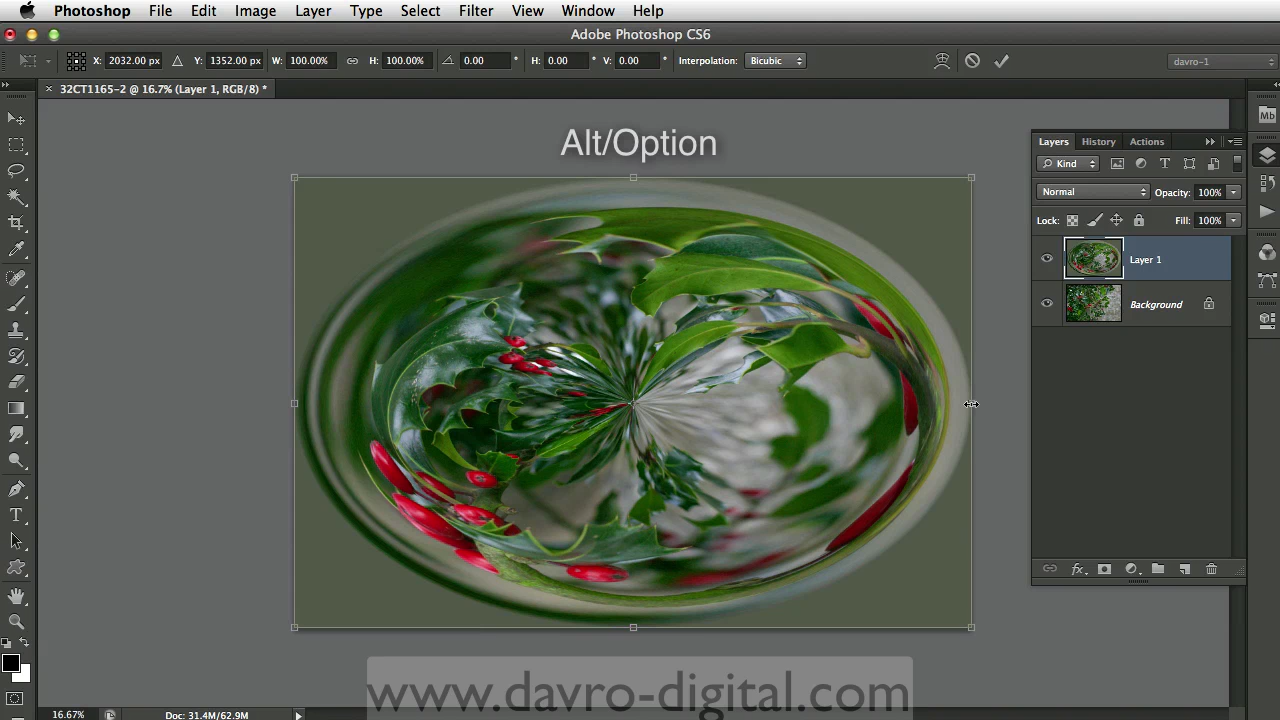 Photoshop File Edit Image Layer Type Select Filter View Window Help
Adobe Photoshop CS6
X: 2032.00 px Y: 1352.00 px W: 100.00% H: 100.00% 0.00 ° H: 0.00 ° V: 0.00 ° Interpolation: Bicubic davro-1
× 32CT1165-2 @ 16.7% (Layer 1, RGB/8) *
Mb
Alt/Option
Layers History Actions
Kind T
Normal Opacity: 100%
Lock: Fill: 100%
Layer 1
Background
T
fx
www.davro-digital.com
16.67% Doc: 31.4M/62.9M